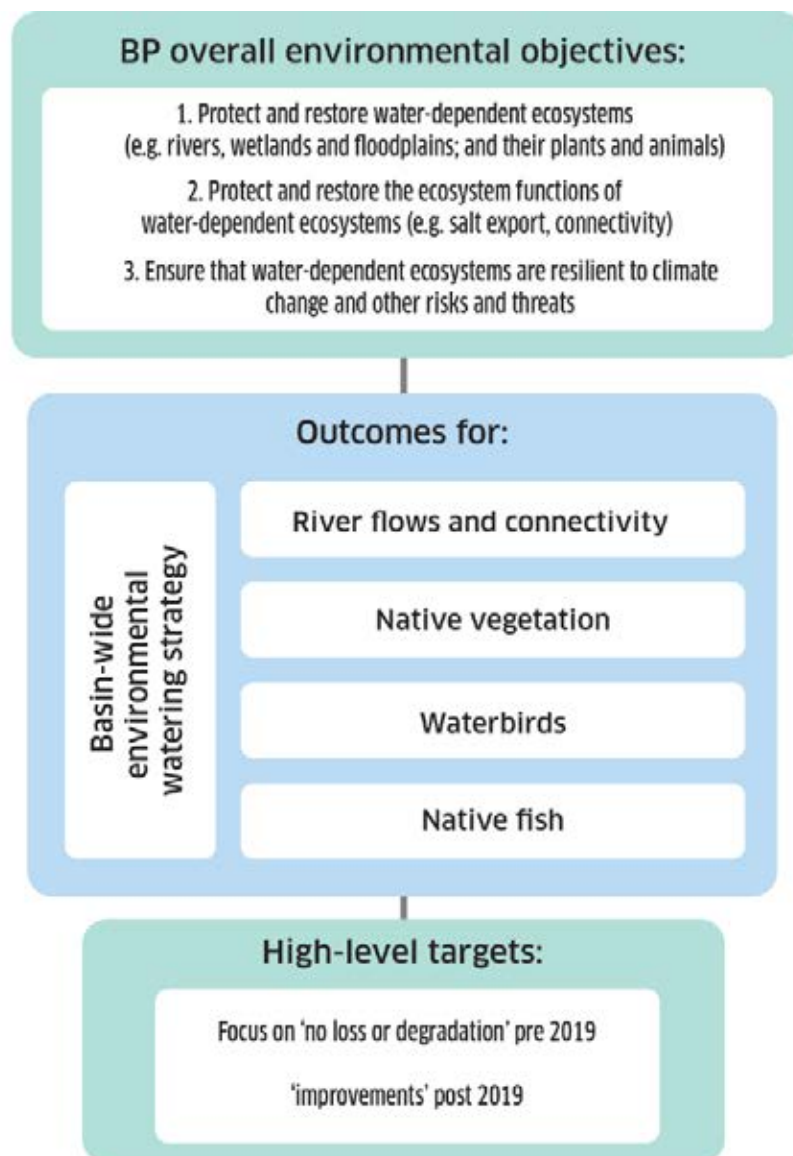 BP overall environmental objectives:
1. Protect and restore water-dependent ecosystems
(e.g. rivers, wetlands and floodplains; and their plants and animals)
2. Protect and restore the ecosystem functions of
water-dependent ecosystems (e.g. salt export, connectivity)
3. Ensure that water-dependent ecosystems are resilient to climate
change and other risks and threats
Outcomes for:
Basin-wide
environmental
watering strategy
River flows and connectivity
Native vegetation
Waterbirds
Native fish
High-level targets:
Focus on ‘no loss or degradation’ pre 2019
‘improvements’ post 2019